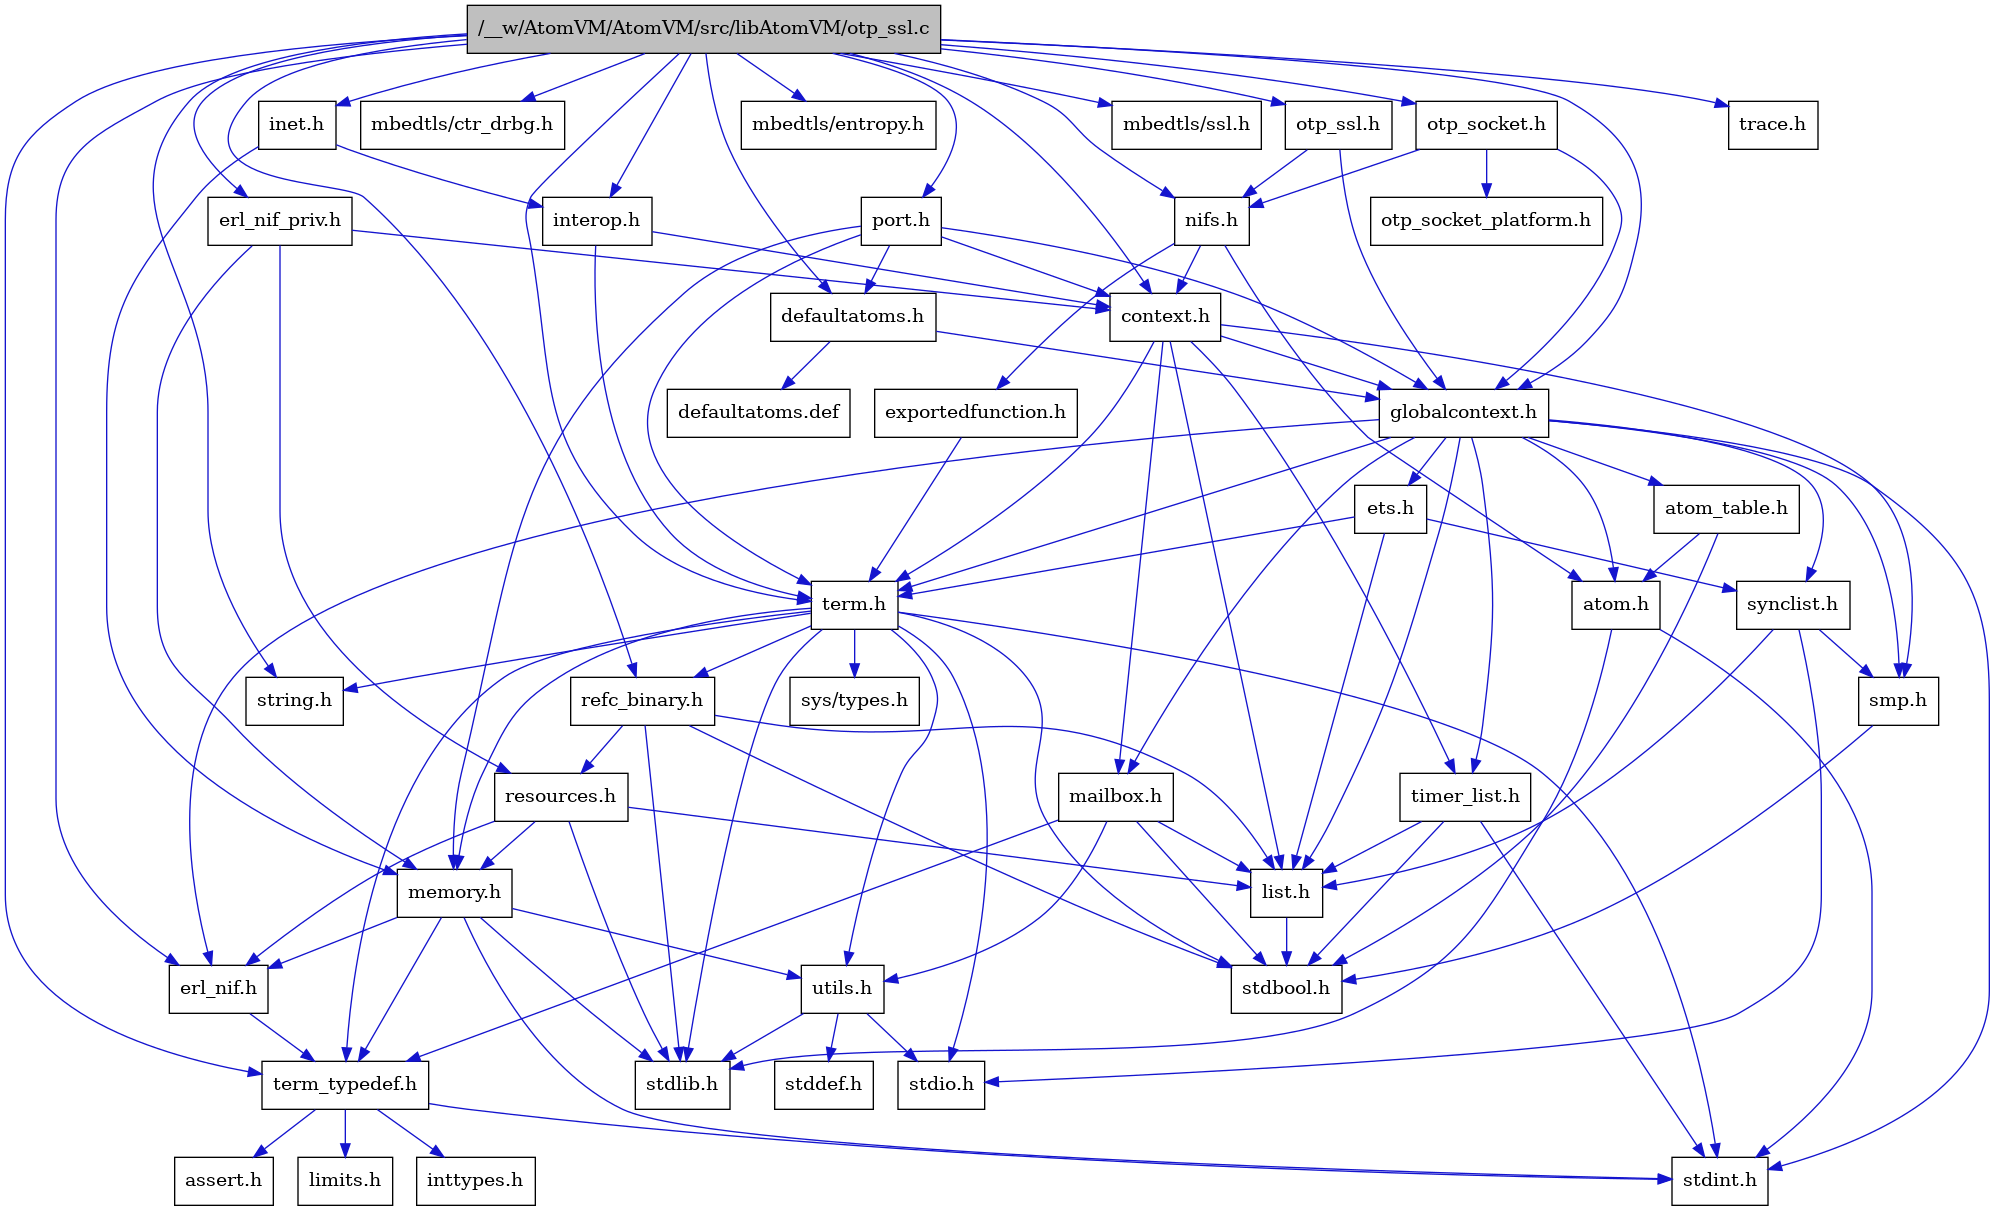 /__w/AtomVM/AtomVM/src/libAtomVM/otp_ssl.c
inet.h
mbedtls/ctr_drbg.h
mbedtls/entropy.h
mbedtls/ssl.h
otp_ssl.h
otp_socket.h
trace.h
erl_nif_priv.h
interop.h
port.h
nifs.h
otp_socket_platform.h
defaultatoms.h
context.h
defaultatoms.def
exportedfunction.h
globalcontext.h
ets.h
atom_table.h
term.h
atom.h
synclist.h
string.h
refc_binary.h
sys/types.h
smp.h
resources.h
mailbox.h
timer_list.h
memory.h
list.h
erl_nif.h
utils.h
stdbool.h
term_typedef.h
stdlib.h
stddef.h
stdio.h
assert.h
limits.h
inttypes.h
stdint.h